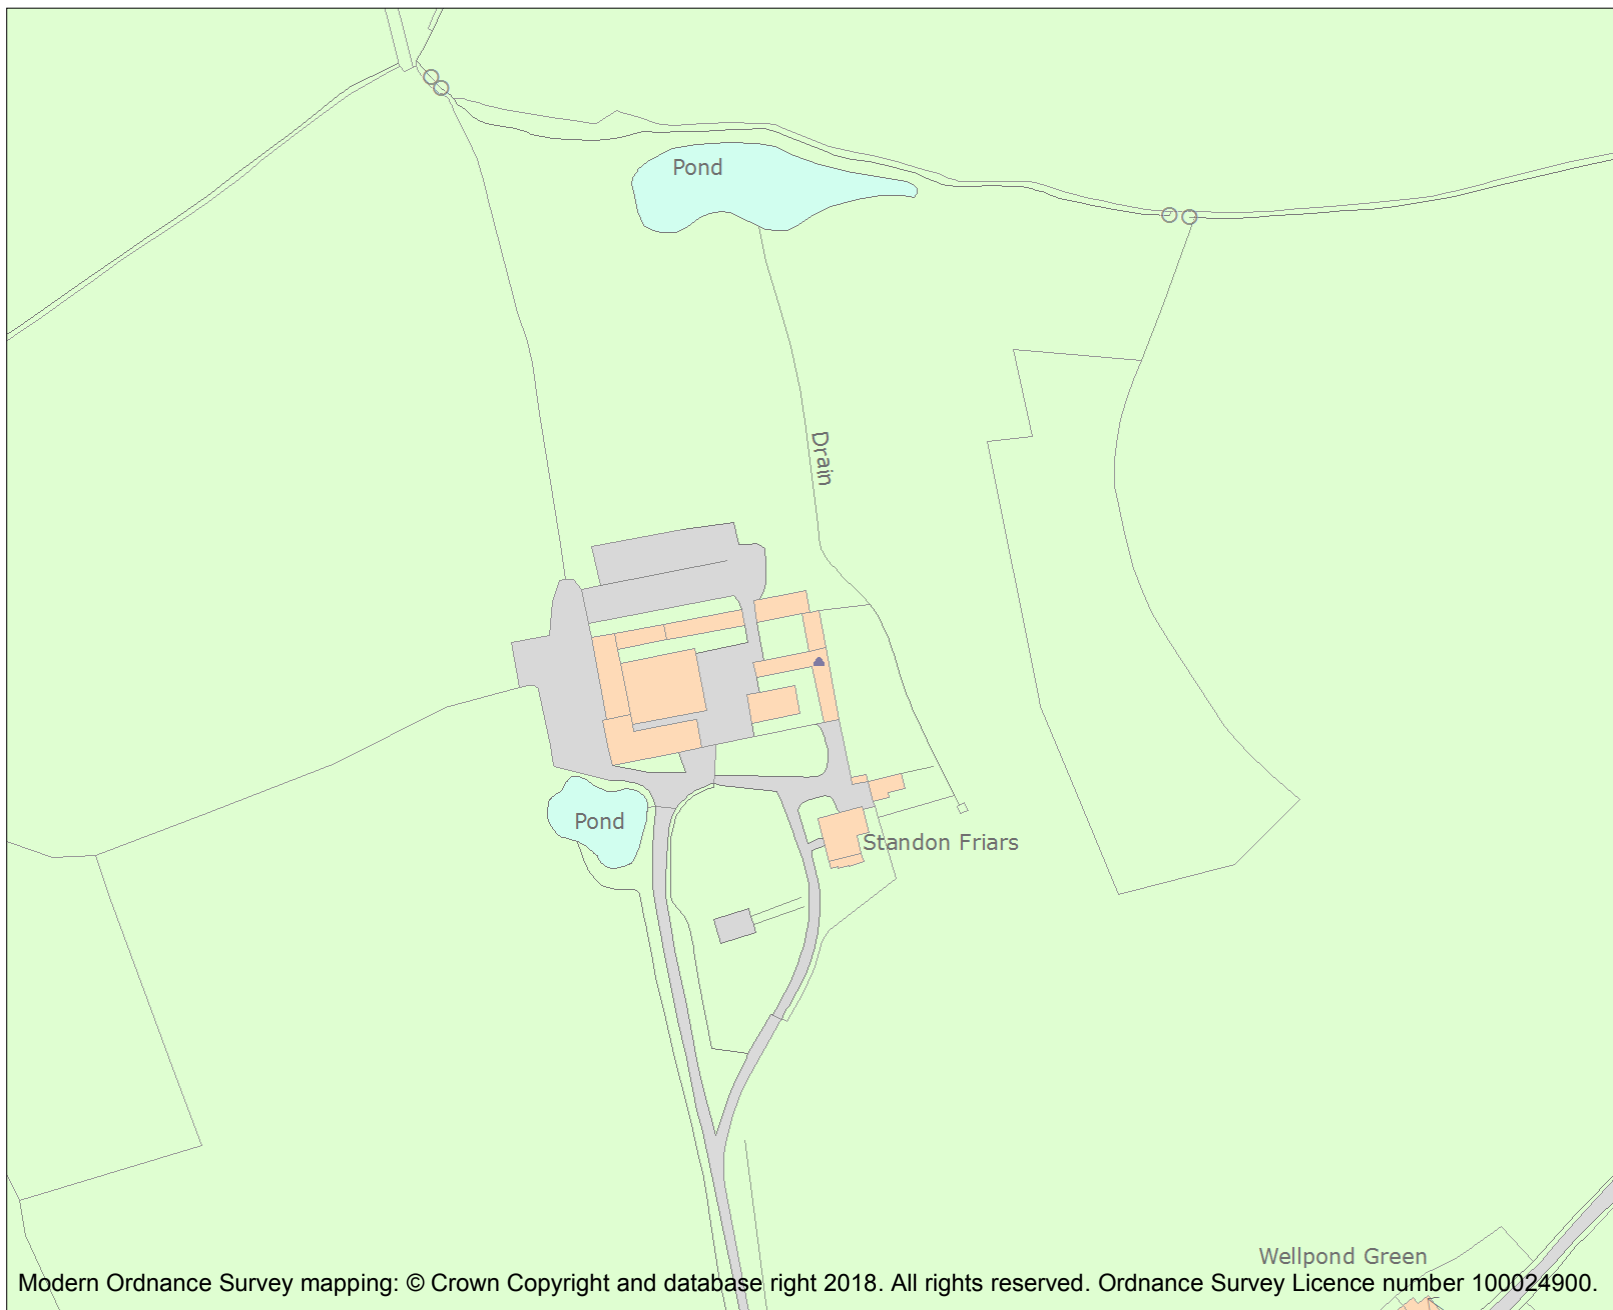 Pond
Drain
Pond
Standon Friars
Wellpond Green
Modern Ordnance Survey mapping: © Crown Copyright and database right 2018. All rights reserved. Ordnance Survey Licence number 100024900.